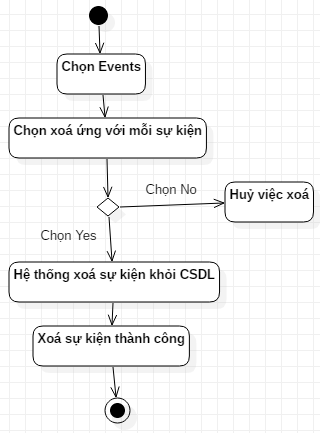 Chọn Events
Chọn xoá ứng với mỗi sự kiện
Chọn No
Huỷ việc xoá
Chọn Yes
Hệ thống xoá sự kiện khỏi CSDL
Xoá sự kiện thành công